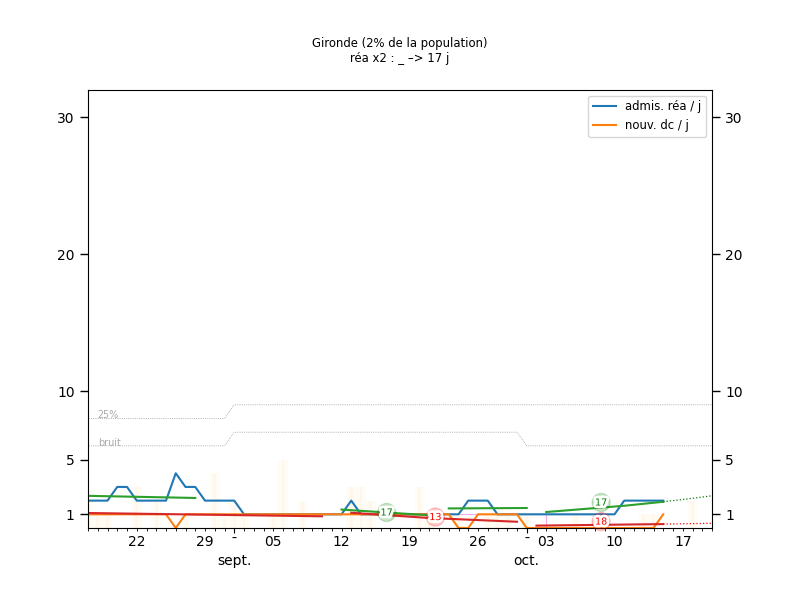 Gironde (2% de la population)
réa x2 : _ –> 17 j
admis. réa / j
nouv. dc / j
30 30
20 20
10 10
25%
bruit
5 5
17 13 17 18
1 1
22 29 - 05 12 19 26 - 03 10 17
sept. oct.